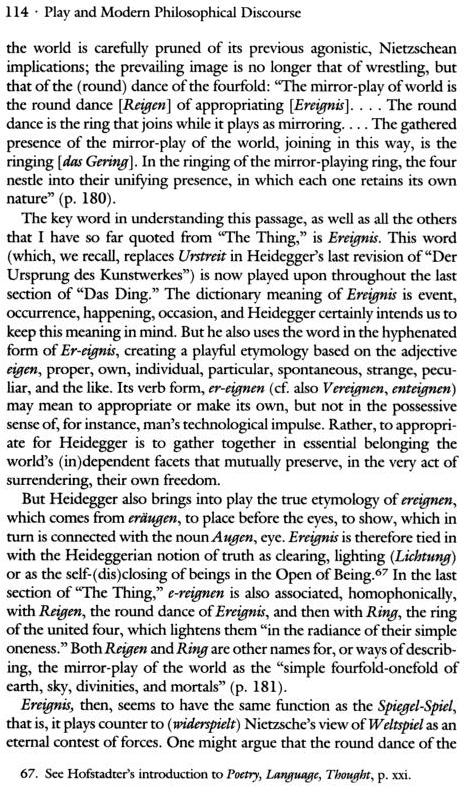 114 · Play and Modern Philosophical Discourse
the world is carefully pruned of its previous agonistic, Nietzschean
implications; the prevailing image is no longer that of wrestling, but
that of the (round) dance of the fourfold: “The mirror-play of world is
the round dance [Reigen] of appropriating [Ereignis]. . . . The round
dance is the ring that joins while it plays as mirroring. . . . The gathered
presence of the mirror-play of the world, joining in this way, is the
ringing [das Gering]. In the ringing of the mirror-playing ring, the four
nestle into their unifying presence, in which each one retains its own
nature” (p. 180).
The key word in understanding this passage, as well as all the others
that I have so far quoted from “The Thing,” is Ereignis. This word
(which, we recall, replaces Urstreit in Heidegger’s last revision of “Der
Ursprung des Kunstwerkes”) is now played upon throughout the last
section of “Das Ding.” The dictionary meaning of Ereignis is event,
occurrence, happening, occasion, and Heidegger certainly intends us to
keep this meaning in mind. But he also uses the word in the hyphenated
form of Er-eignis, creating a playful etymology based on the adjective
eigen, proper, own, individual, particular, spontaneous, strange, pecu-
liar, and the like. Its verb form, er-eignen (cf. also Vereignen, enteignen)
may mean to appropriate or make its own, but not in the possessive
sense of, for instance, man’s technological impulse. Rather, to appropri-
ate for Heidegger is to gather together in essential belonging the
world’s (in)dependent facets that mutually preserve, in the very act of
surrendering, their own freedom.
But Heidegger also brings into play the true etymology of ereignen,
which comes from eräugen, to place before the eyes, to show, which in
turn is connected with the noun Augen, eye. Ereignis is therefore tied in
with the Heideggerian notion of truth as clearing, lighting (Lichtung)
or as the self-(dis)closing of beings in the Open of Being.67 In the last
section of “The Thing,” e-reignen is also associated, homophonically,
with Reigen, the round dance of Ereignis, and then with Ring, the ring
of the united four, which lightens them “in the radiance of their simple
oneness.” Both Reigen and Ring are other names for, or ways of describ-
ing, the mirror-play of the world as the “simple fourfold-onefold of
earth, sky, divinities, and mortals” (p. 181).
Ereignis, then, seems to have the same function as the Spiegel-Spiel,
that is, it plays counter to (widerspielt) Nietzsche’s view of Weltspiel as an
eternal contest of forces. One might argue that the round dance of the
67. See Hofstadter’s introduction to Poetry, Language, Thought, p. xxi.